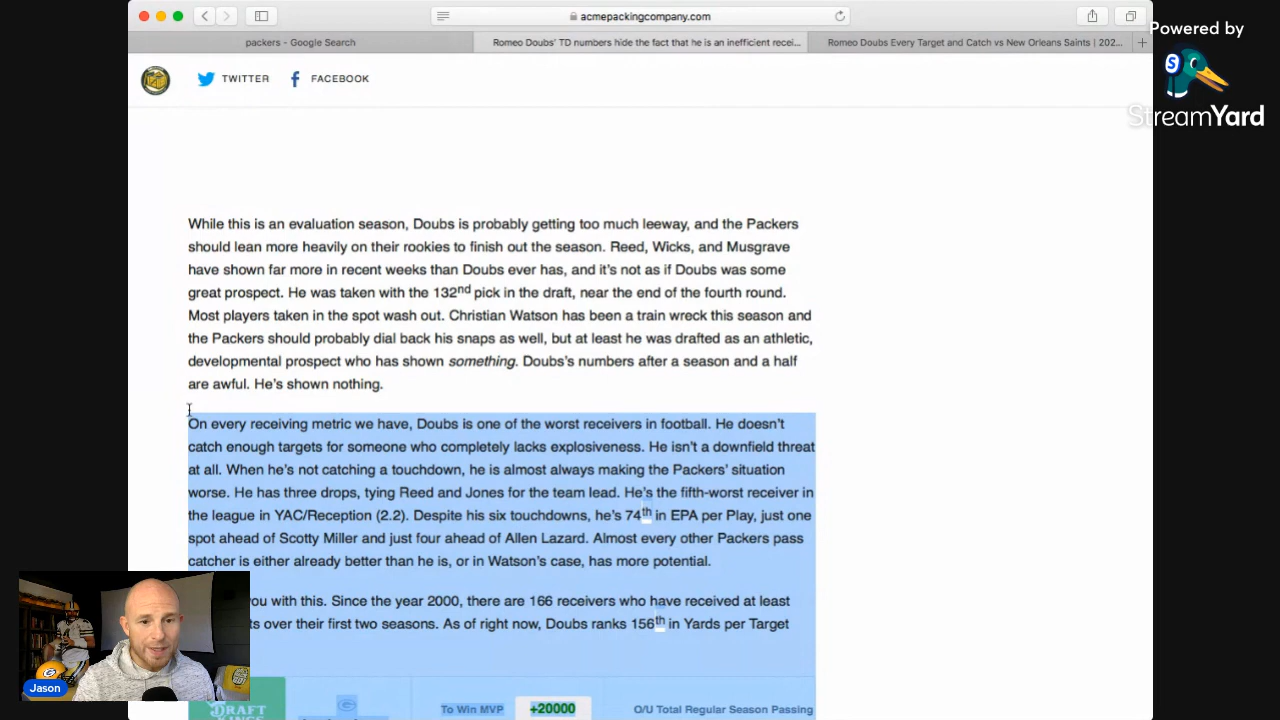 acmepackingcompany.com
Powered by
packers - Google Search
Romeo Doubs' TD numbers hide the fact that he is an inefficient recei...
Romeo Doubs Every Target and Catch vs New Orleans Saints | 202...
S
StreamYard
TWITTER
FACEBOOK
While this is an evaluation season, Doubs is probably getting too much leeway, and the Packers
should lean more heavily on their rookies to finish out the season. Reed, Wicks, and Musgrave
have shown far more in recent weeks than Doubs ever has, and it's not as if Doubs was some
great prospect. He was taken with the 132nd pick in the draft, near the end of the fourth round.
Most players taken in the spot wash out. Christian Watson has been a train wreck this season and
the Packers should probably dial back his snaps as well, but at least he was drafted as an athletic,
developmental prospect who has shown something. Doubs's numbers after a season and a half
are awful. He's shown nothing.
On every receiving metric we have, Doubs is one of the worst receivers in football. He doesn't
catch enough targets for someone who completely lacks explosiveness. He isn't a downfield threat
at all. When he's not catching a touchdown, he is almost always making the Packers' situation
worse. He has three drops, tying Reed and Jones for the team lead. He's the fifth-worst receiver in
the league in YAC/Reception (2.2). Despite his six touchdowns, he's 74th in EPA per Play, just one
spot ahead of Scotty Miller and just four ahead of Allen Lazard. Almost every other Packers pass
catcher is either already better than he is, or in Watson's case, has more potential.
you with this. Since the year 2000, there are 166 receivers who have received at least
ts over their first two seasons. As of right now, Doubs ranks 156th in Yards per Target
Jason
G
DRAFT
To Win MVP
+20000
O/U Total Regular Season Passing